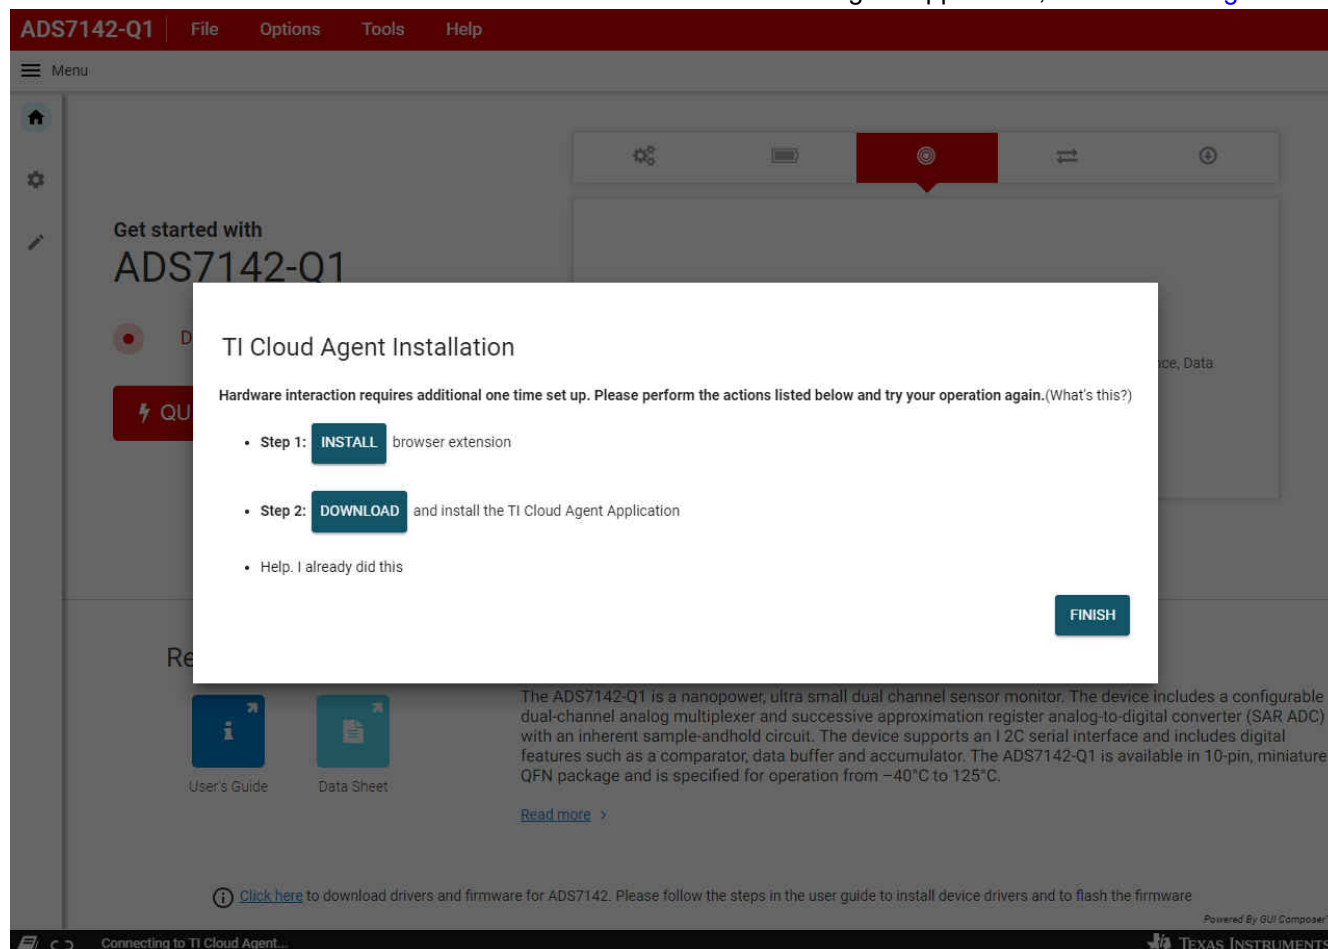 ADS7142-Q1 File Options Tools Help
Menu
Get started with
ADS7142-Q1
D
QU
nce, Data
TI Cloud Agent Installation
Hardware interaction requires additional one time set up. Please perform the actions listed below and try your operation again.(What's this?)
• Step 1: INSTALL browser extension
• Step 2: DOWNLOAD and install the TI Cloud Agent Application
• Help. I already did this
FINISH
Re
The ADS7142-Q1 is a nanopower, ultra small dual channel sensor monitor. The device includes a configurable
dual-channel analog multiplexer and successive approximation register analog-to-digital converter (SAR ADC)
with an inherent sample-andhold circuit. The device supports an I 2C serial interface and includes digital
features such as a comparator, data buffer and accumulator. The ADS7142-Q1 is available in 10-pin, miniature
QFN package and is specified for operation from −40°C to 125°C.
User's Guide Data Sheet
Read more >
Click here to download drivers and firmware for ADS7142. Please follow the steps in the user guide to install device drivers and to flash the firmware
Powered By GUI Composer
Connecting to TI Cloud Agent... TEXAS INSTRUMENTS